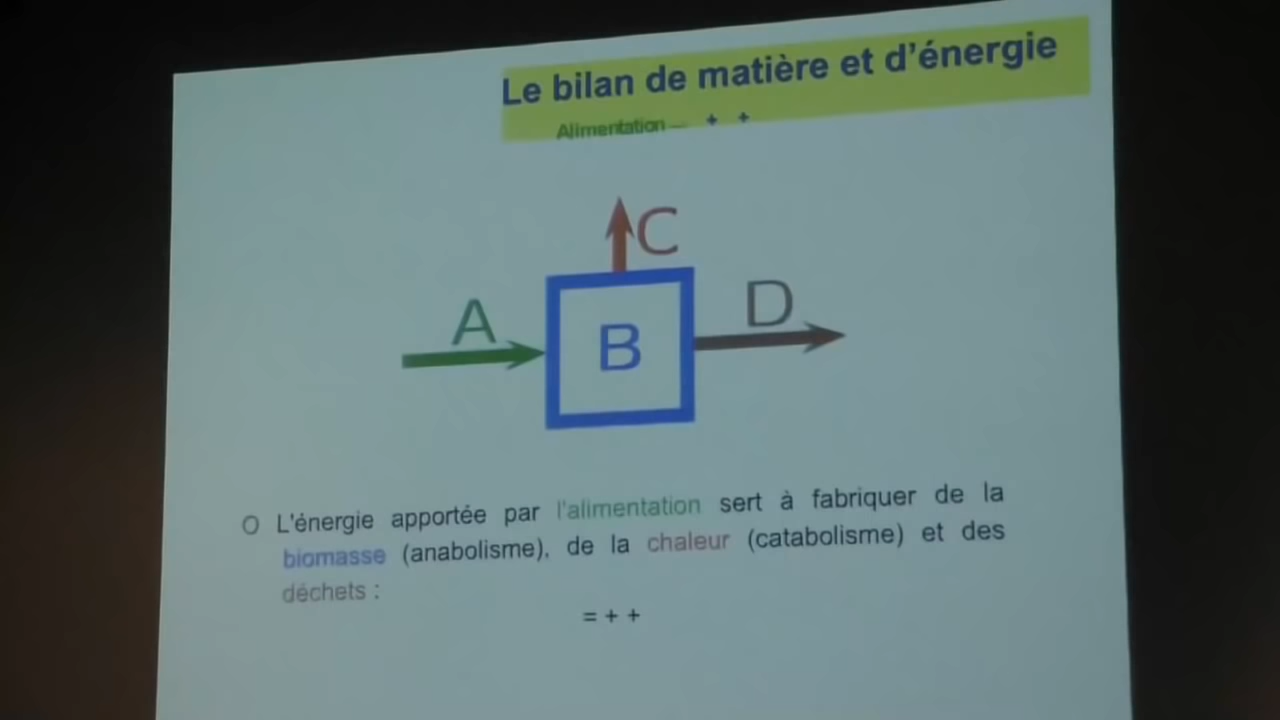 Le bilan de matière et d'énergie
Alimentation — + +
C
A
D
B
O L'énergie apportée par l'alimentation sert à fabriquer de la
biomasse (anabolisme), de la chaleur (catabolisme) et des
déchets :
= + +